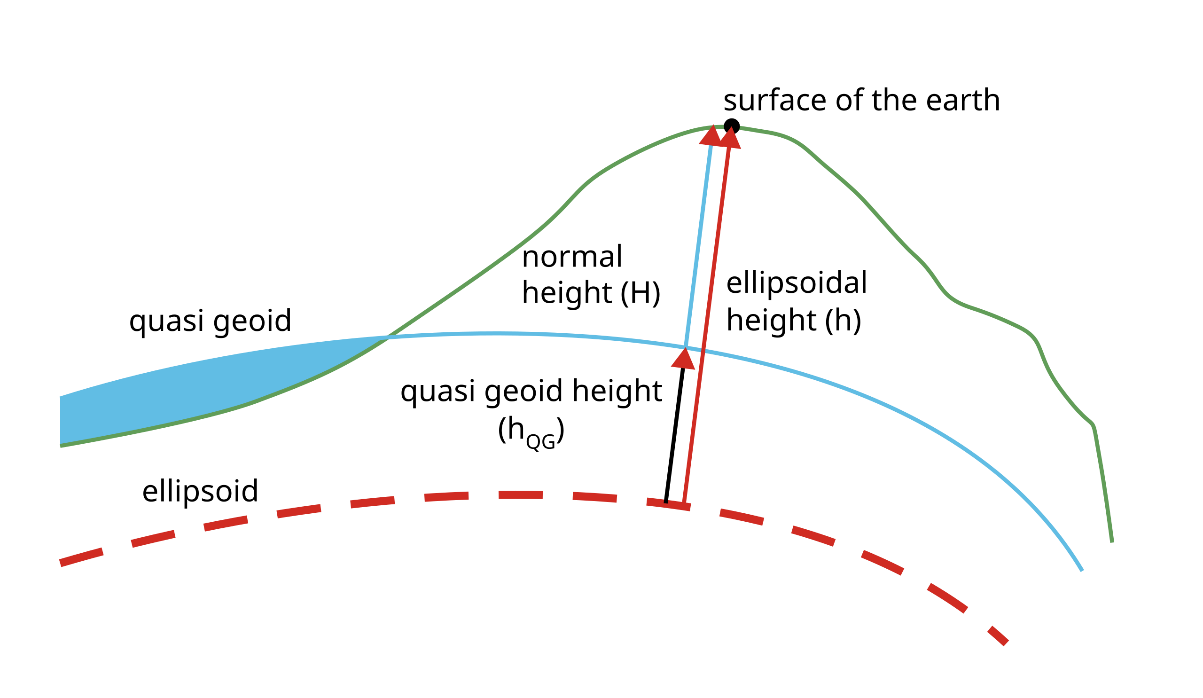 surface of the earth
normal
height (H)
ellipsoidal
height (h)
quasi geoid
quasi geoid height
(hQG)
ellipsoid